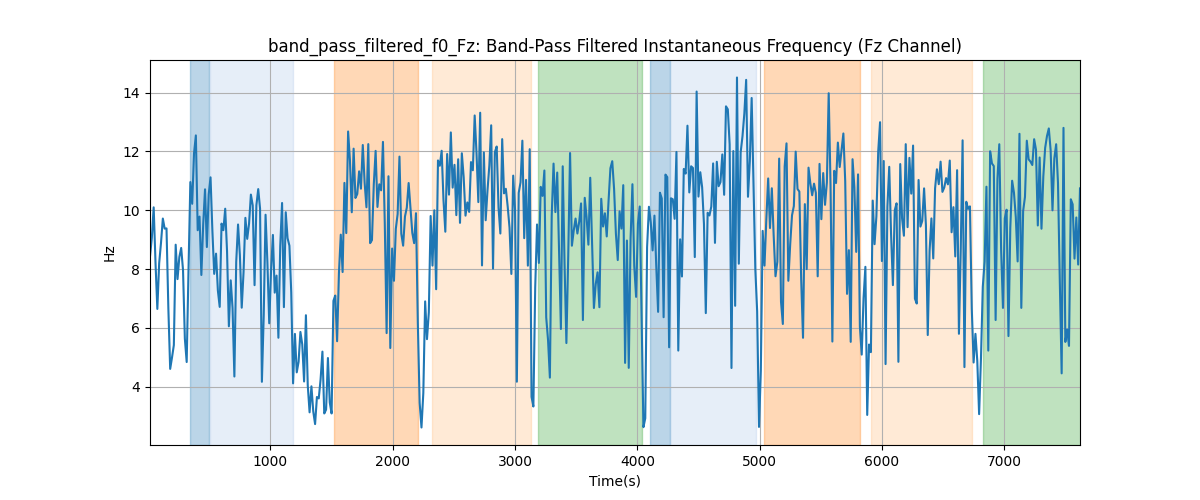 band_pass_filtered_f0_Fz: Band-Pass Filtered Instantaneous Frequency (Fz Channel)
14
12
10
8
6
4
Hz
1000 2000 3000 4000 5000 6000 7000
Time(s)